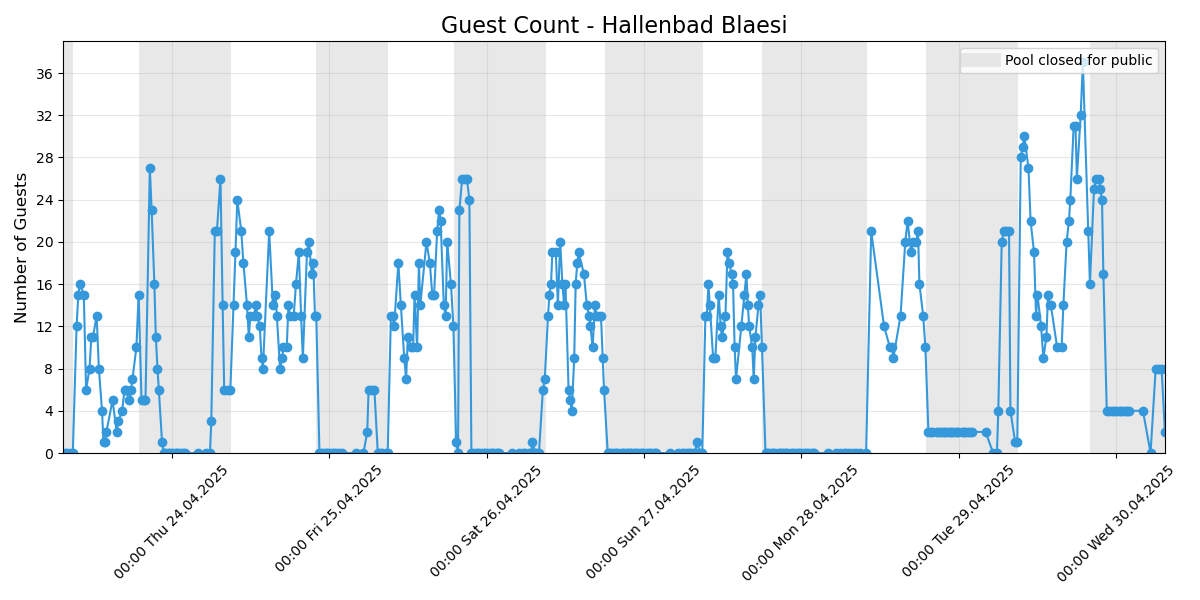 Guest Count - Hallenbad Blaesi
Pool closed for public
Number of Guests
36
32
28
24
20
16
12
8
4
0
00:00 Thu 24.04.2025
00:00 Fri 25.04.2025
00:00 Sat 26.04.2025
00:00 Sun 27.04.2025
00:00 Mon 28.04.2025
00:00 Tue 29.04.2025
00:00 Wed 30.04.2025